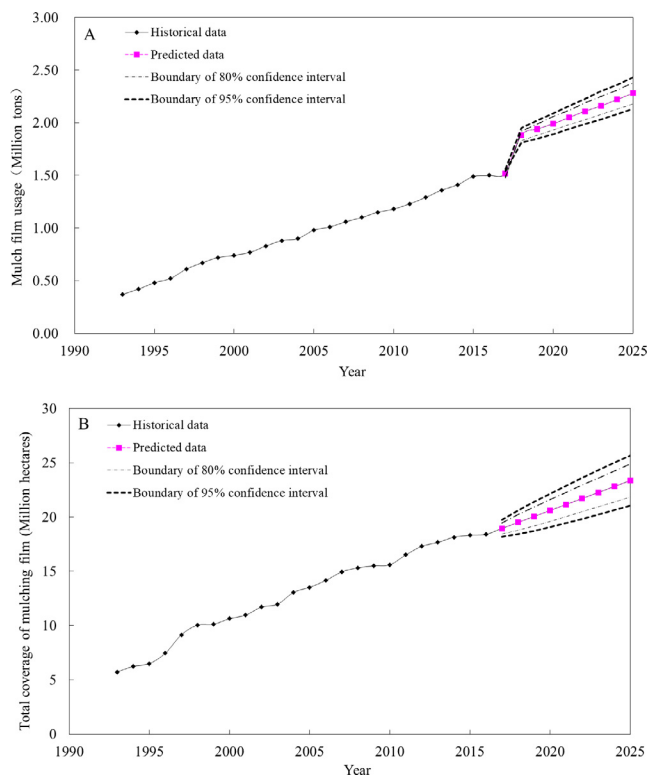 A
Historical data
Predicted data
Boundary of 80% confidence interval
Boundary of 95% confidence interval
Mulch film usage（Million tons）
3.00
2.50
2.00
1.50
1.00
0.50
0.00
1990 1995 2000 2005 2010 2015 2020 2025
Year
B
Historical data
Predicted data
Boundary of 80% confidence interval
Boundary of 95% confidence interval
Total coverage of mulching film (Million hectares)
30
25
20
15
10
5
0
1990 1995 2000 2005 2010 2015 2020 2025
Year